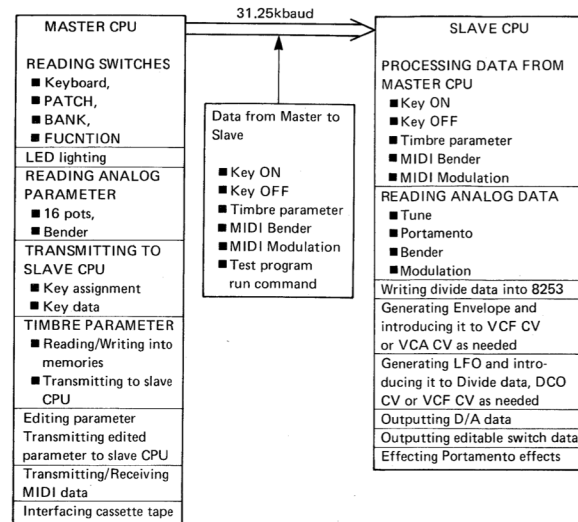 31.25kbaud
MASTER CPU
READING SWITCHES
■ Keyboard,
■ PATCH,
■ BANK,
■ FUCNTION
LED lighting
READING ANALOG
PARAMETER
■ 16 pots,
■ Bender
TRANSMITTING TO
SLAVE CPU
■ Key assignment
■ Key data
TIMBRE PARAMETER
■ Reading/Writing into
memories
■ Transmitting to slave
CPU
Editing parameter
Transmitting edited
parameter to slave CPU
Transmitting/Receiving
MIDI data
Interfacing cassette tape
Data from Master to
Slave
■ Key ON
■ Key OFF
■ Timbre parameter
■ MIDI Bender
■ MIDI Modulation
■ Test program
run command
SLAVE CPU
PROCESSING DATA FROM
MASTER CPU
■ Key ON
■ Key OFF
■ Timbre parameter
■ MIDI Bender
■ MIDI Modulation
READING ANALOG DATA
■ Tune
■ Portamento
■ Bender
■ Modulation
Writing divide data into 8253
Generating Envelope and
introducing it to VCF CV
or VCA CV as needed
Generating LFO and intro-
ducing it to Divide data, DCO
CV or VCF CV as needed
Outputting D/A data
Outputting editable switch data
Effecting Portamento effects